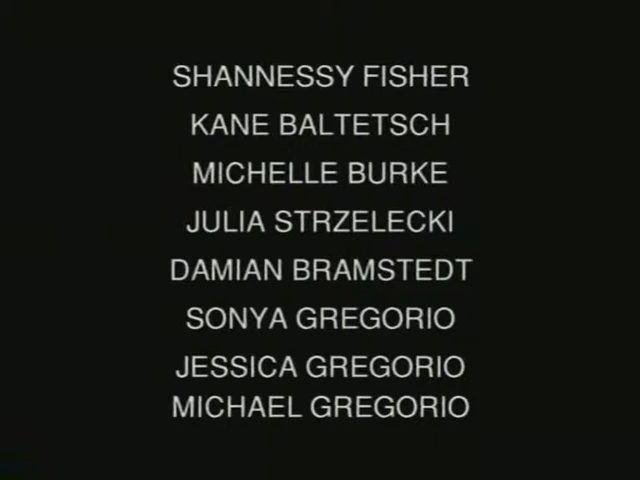 SHANNESSY FISHER
KANE BALTETSCH
MICHELLE BURKE
JULIA STRZELECKI
DAMIAN BRAMSTEDT
SONYA GREGORIO
JESSICA GREGORIO
MICHAEL GREGORIO